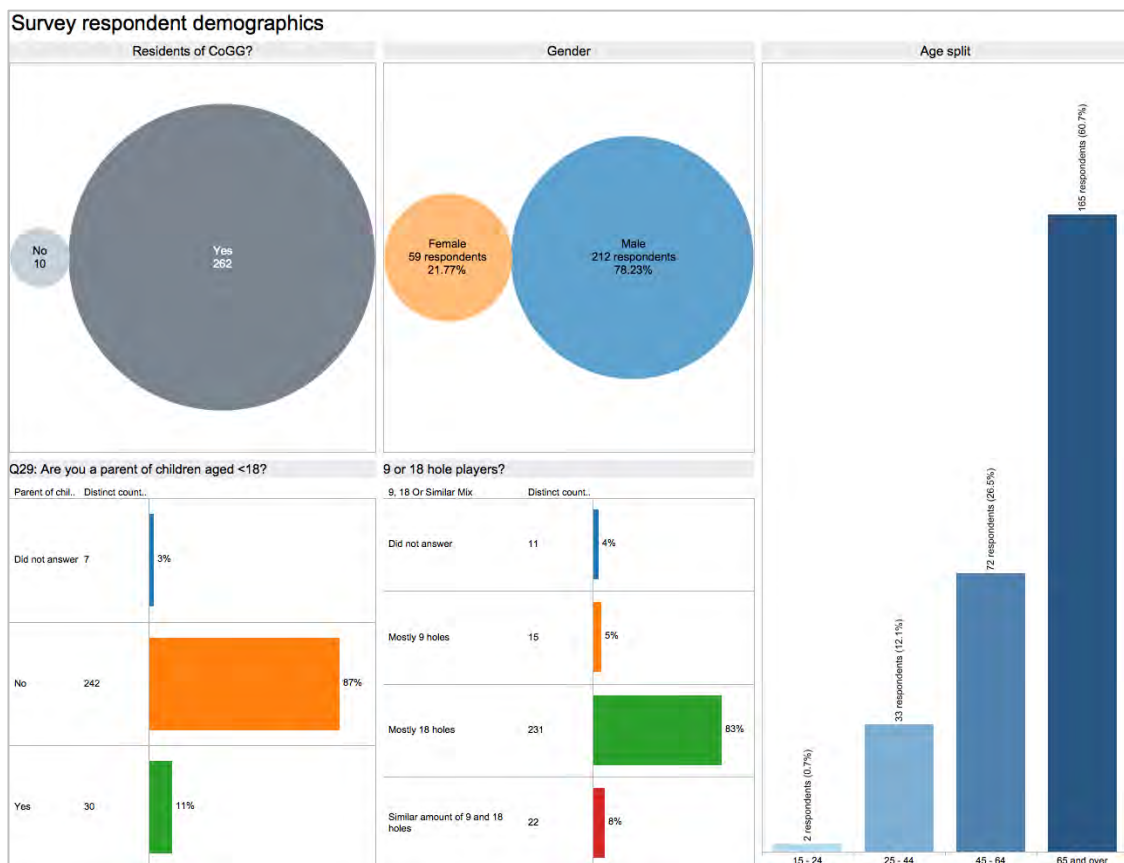 Survey respondent demographics
Residents of CoGG?
No
10
Yes
262
Gender
Female
59 respondents
21.77%
Male
212 respondents
78.23%
Age split
2 respondents (0.7%)
33 respondents (12.1%)
72 respondents (26.5%)
165 respondents (60.7%)
15 - 24
25 - 44
45 - 64
65 and over
Q29: Are you a parent of children aged <18?
Parent of chil.. Distinct count..
Did not answer 7 3%
No 242 87%
Yes 30 11%
9 or 18 hole players?
9, 18 Or Similar Mix Distinct count..
Did not answer 11 4%
Mostly 9 holes 15 5%
Mostly 18 holes 231 83%
Similar amount of 9 and 18
holes 22 8%